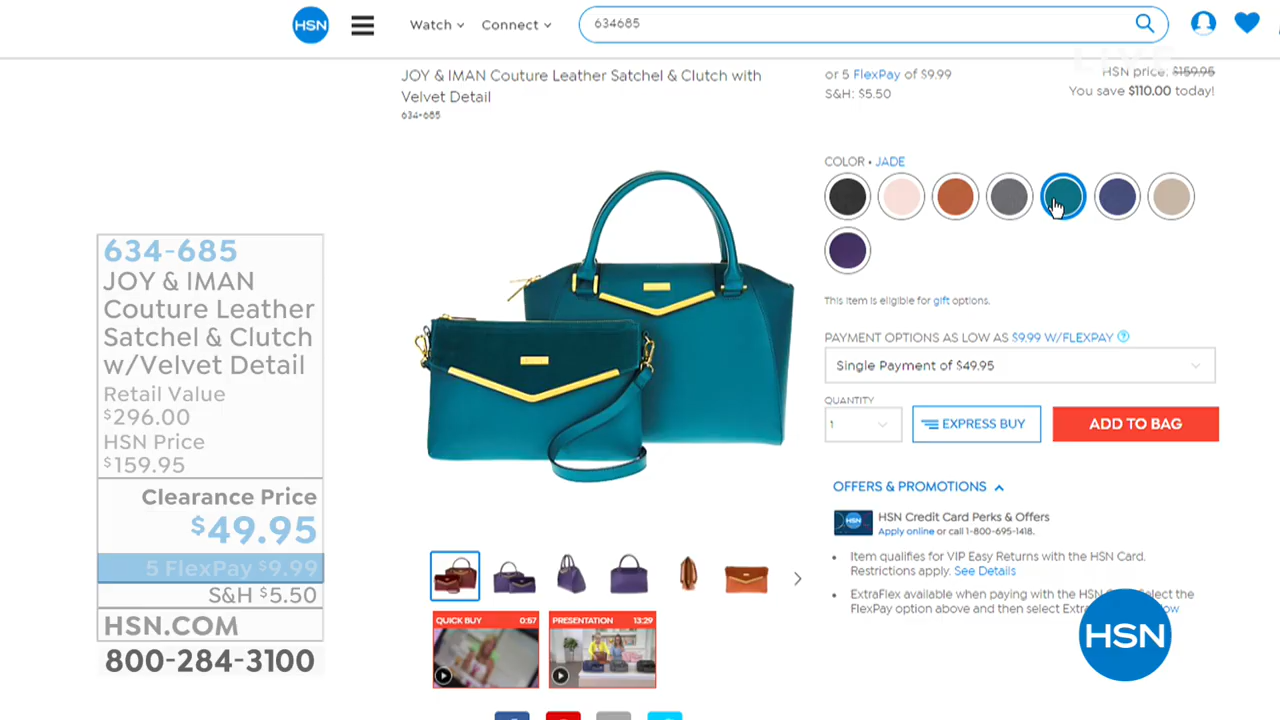 HSN
Watch
Connect
634685
LIVE
JOY & IMAN Couture Leather Satchel & Clutch with
Velvet Detail
634-685
or 5 FlexPay of $9.99
S&H: $5.50
HSN price: $159.95
You save $110.00 today!
COLOR • JADE
This item is eligible for gift options.
PAYMENT OPTIONS AS LOW AS $9.99 W/FLEXPAY ?
Single Payment of $49.95
QUANTITY
1
EXPRESS BUY
ADD TO BAG
OFFERS & PROMOTIONS
HSN
HSN Credit Card Perks & Offers
Apply online or call 1-800-695-1418.
• Item qualifies for VIP Easy Returns with the HSN Card.
Restrictions apply. See Details
• ExtraFlex available when paying with the HSN Select the
FlexPay option above and then select
634-685
JOY & IMAN
Couture Leather
Satchel & Clutch
w/Velvet Detail
Retail Value
$296.00
HSN Price
$159.95
Clearance Price
$49.95
5 FlexPay $9.99
S&H $5.50
HSN.COM
800-284-3100
QUICK BUY 0:57
PRESENTATION 13:29
HSN